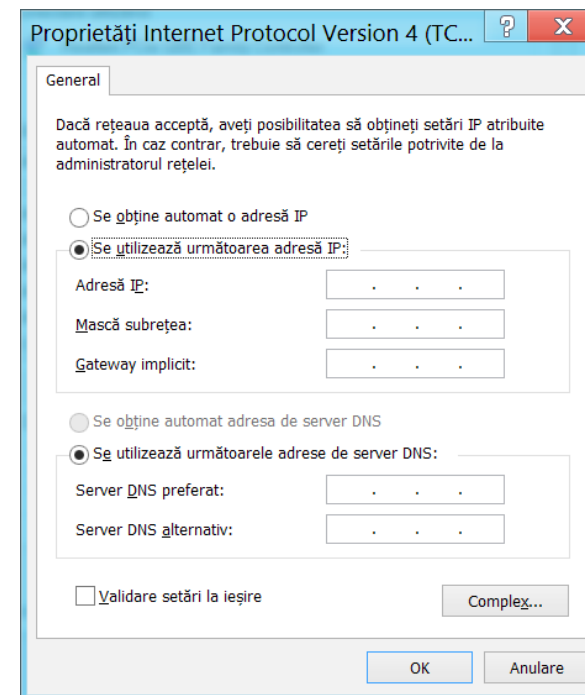 Proprietăți Internet Protocol Version 4 (TC... ? X
General
Dacă rețeaua acceptă, aveți posibilitatea să obțineți setări IP atribuite
automat. În caz contrar, trebuie să cereți setările potrivite de la
administratorul rețelei.
Se obține automat o adresă IP
Se utilizează următoarea adresă IP:
Adresă IP: . . .
Mască subrețea: . . .
Gateway implicit: . . .
Se obține automat adresa de server DNS
Se utilizează următoarele adrese de server DNS:
Server DNS preferat: . . .
Server DNS alternativ: . . .
Validare setări la ieșire
Complex...
OK Anulare